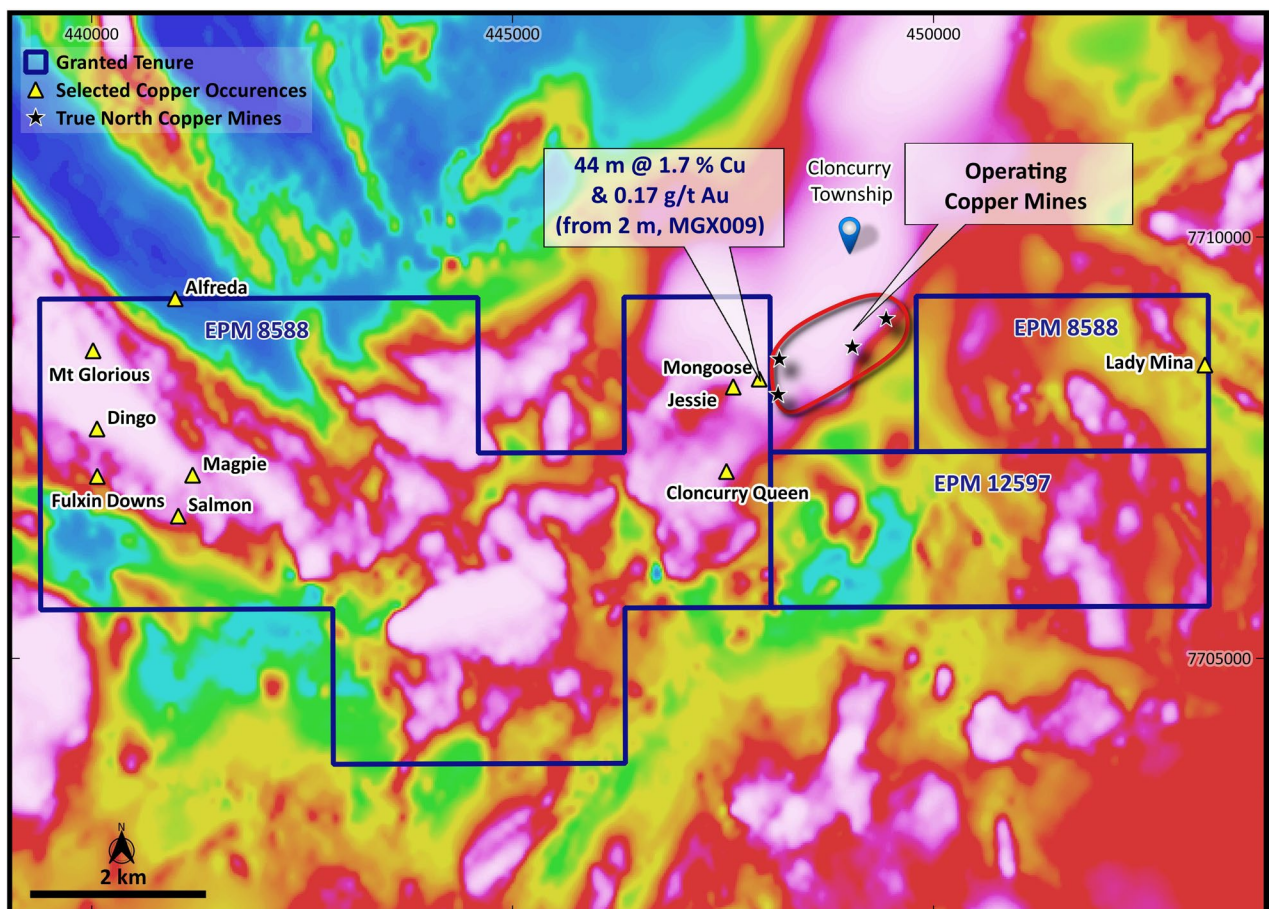 440000
445000
450000
Granted Tenure
Selected Copper Occurences
True North Copper Mines
44 m @ 1.7 % Cu
& 0.17 g/t Au
(from 2 m, MGX009)
Cloncurry
Township
Operating
Copper Mines
7710000
Alfreda
EPM 8588
EPM 8588
Mt Glorious
Mongoose
Lady Mina
Jessie
Dingo
Magpie
Fulxin Downs
Salmon
Cloncurry Queen
EPM 12597
7705000
N
2 km